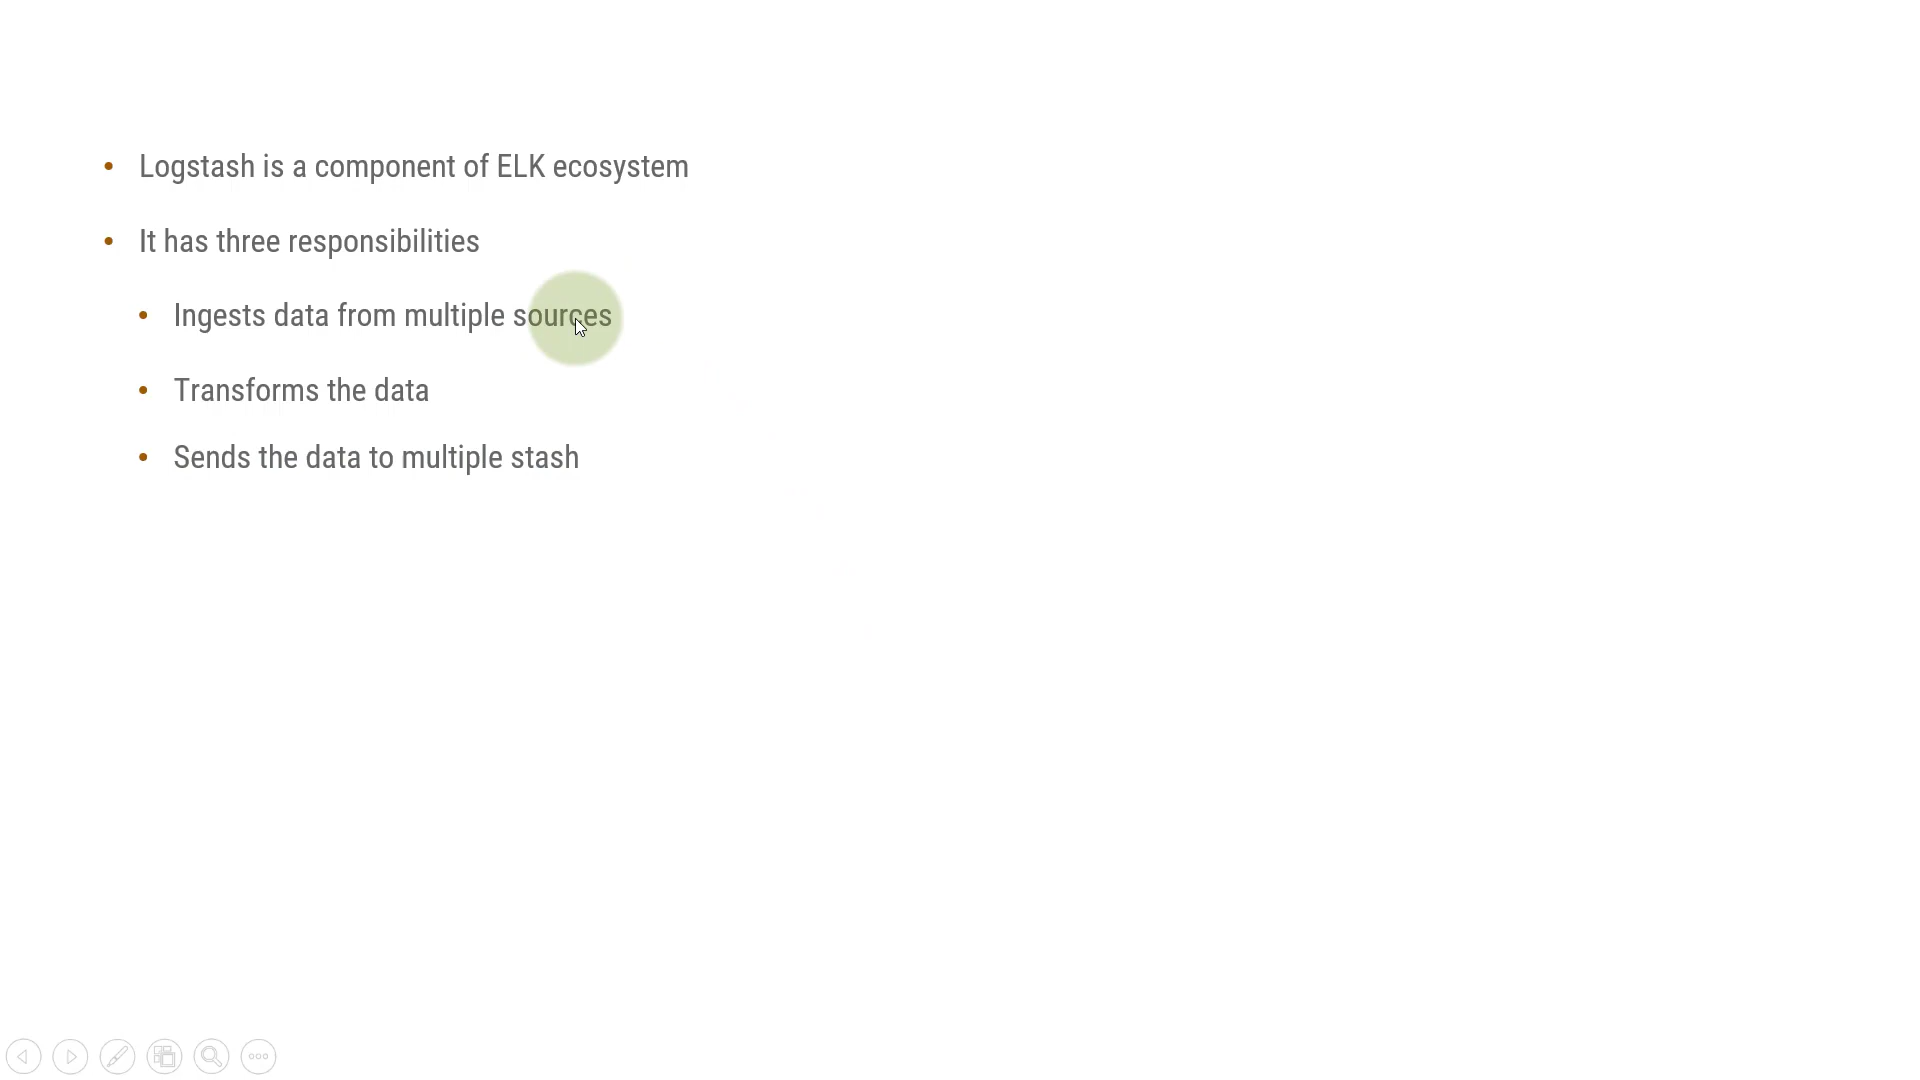 • Logstash is a component of ELK ecosystem
• It has three responsibilities
• Ingests data from multiple sources
• Transforms the data
• Sends the data to multiple stash